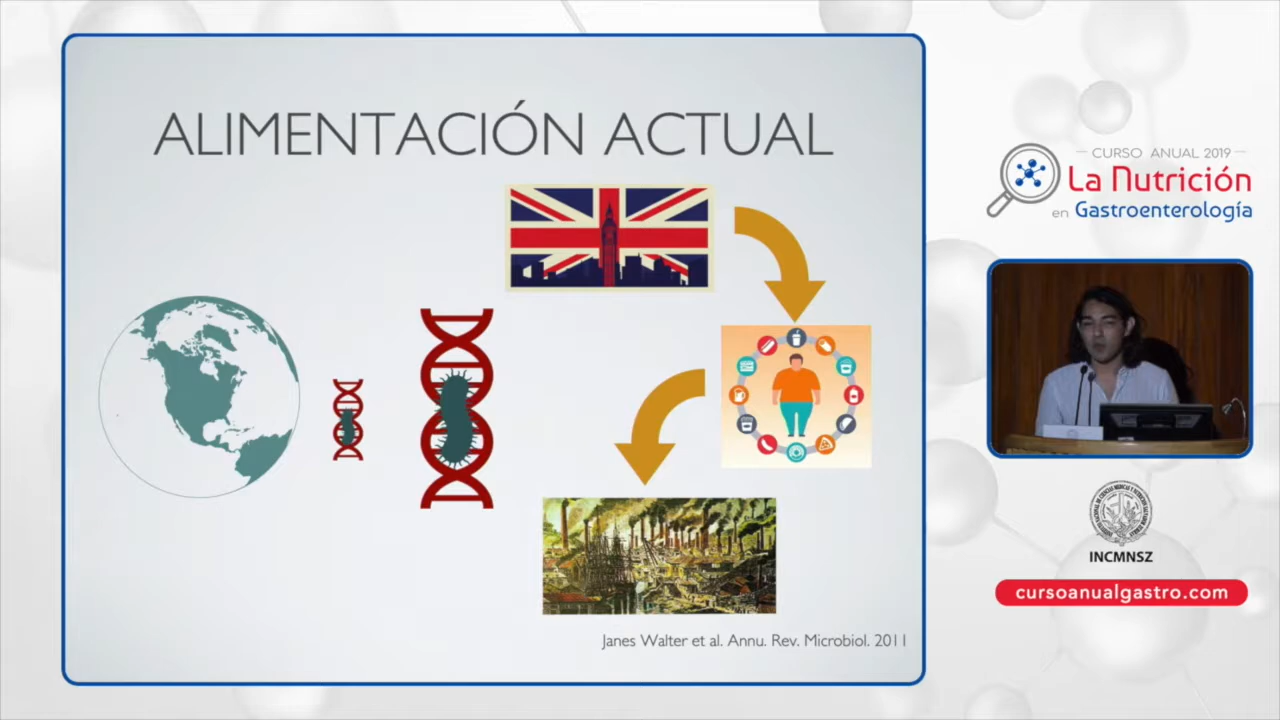 ALIMENTACIÓN ACTUAL
Janes Walter et al. Annu. Rev. Microbiol. 2011
CURSO ANUAL 2019
La Nutrición
en Gastroenterología
INCMNSZ
cursoanualgastro.com